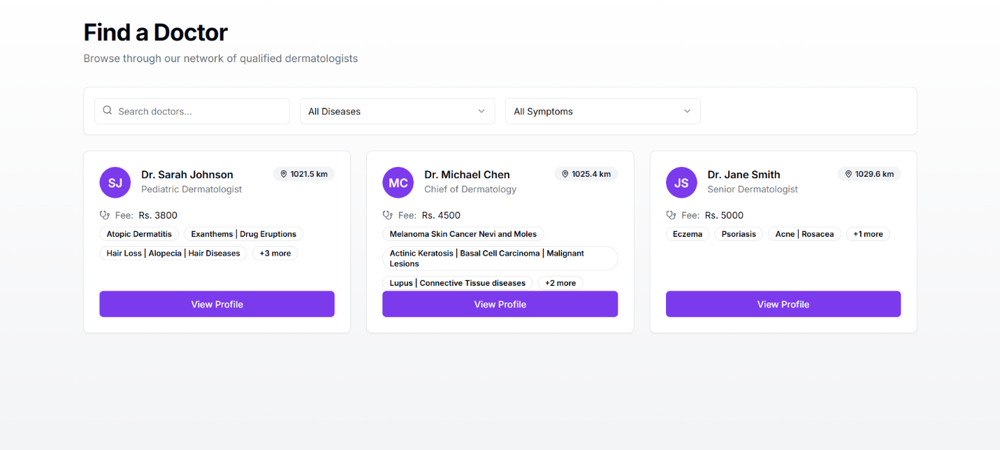 Find a Doctor
Browse through our network of qualified dermatologists
Search doctors...
All Diseases
All Symptoms
SJ
Dr. Sarah Johnson
1021.5 km
Pediatric Dermatologist
Fee: Rs. 3800
Atopic Dermatitis
Exanthems | Drug Eruptions
Hair Loss | Alopecia | Hair Diseases
+3 more
View Profile
MC
Dr. Michael Chen
1025.4 km
Chief of Dermatology
Fee: Rs. 4500
Melanoma Skin Cancer Nevi and Moles
Actinic Keratosis | Basal Cell Carcinoma | Malignant
Lesions
Lupus | Connective Tissue diseases
+2 more
View Profile
JS
Dr. Jane Smith
1029.6 km
Senior Dermatologist
Fee: Rs. 5000
Eczema
Psoriasis
Acne | Rosacea
+1 more
View Profile